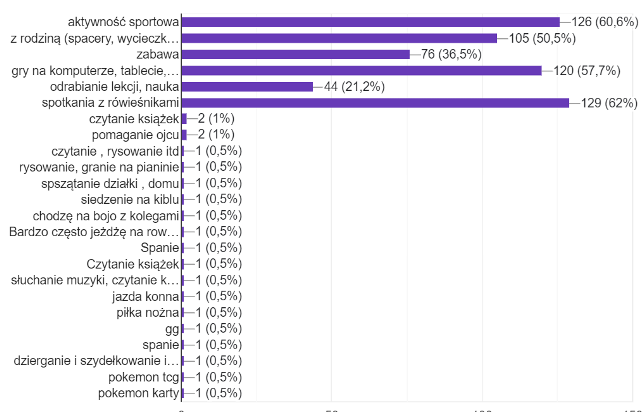 aktywność sportowa 126 (60,6%)
z rodziną (spacery, wycieczk… 105 (50,5%)
zabawa 76 (36,5%)
gry na komputerze, tablecie,… 120 (57,7%)
odrabianie lekcji, nauka 44 (21,2%)
spotkania z rówieśnikami 129 (62%)
czytanie książek 2 (1%)
pomaganie ojcu 2 (1%)
czytanie , rysowanie itd 1 (0,5%)
rysowanie, granie na pianinie 1 (0,5%)
spszątanie działki , domu 1 (0,5%)
siedzenie na kiblu 1 (0,5%)
chodzę na bojo z kolegami 1 (0,5%)
Bardzo często jeżdżę na row… 1 (0,5%)
Spanie 1 (0,5%)
Czytanie książek 1 (0,5%)
słuchanie muzyki, czytanie k… 1 (0,5%)
jazda konna 1 (0,5%)
piłka nożna 1 (0,5%)
gg 1 (0,5%)
spanie 1 (0,5%)
dzierganie i szydełkowanie i… 1 (0,5%)
pokemon tcg 1 (0,5%)
pokemon karty 1 (0,5%)